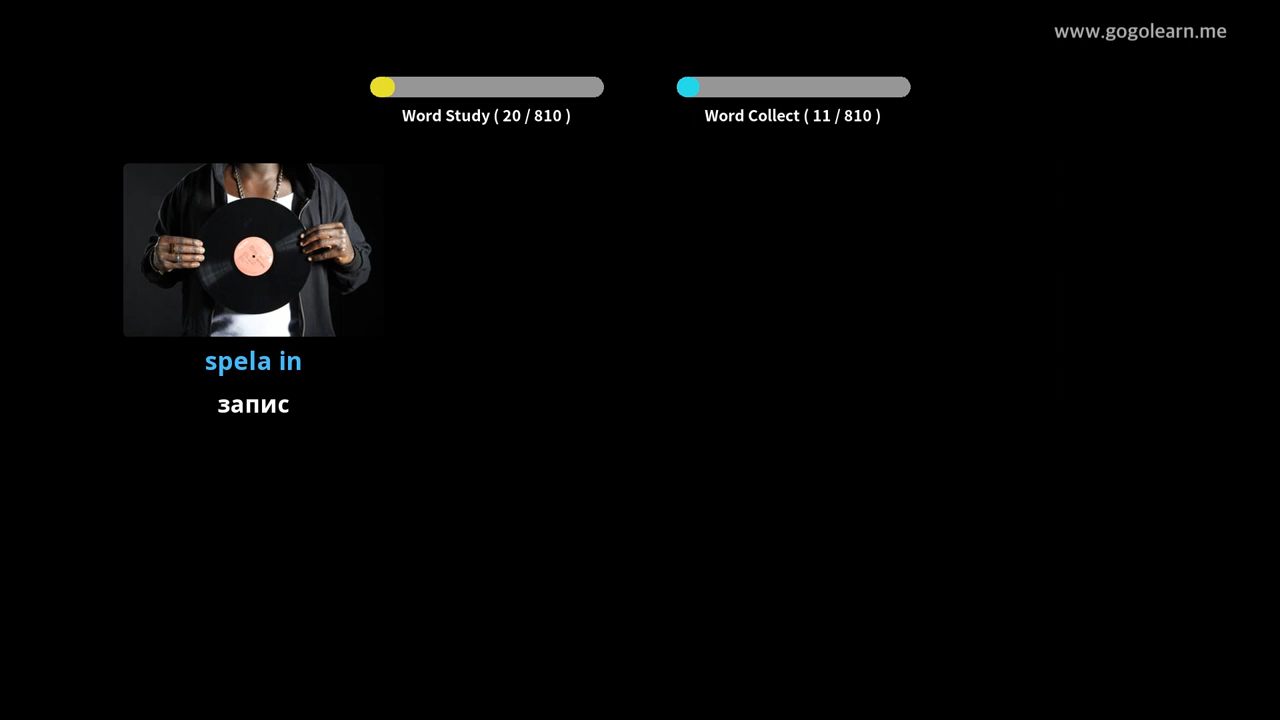 www.gogolearn.me
Word Study ( 20 / 810 )
Word Collect ( 11 / 810 )
spela in
запис